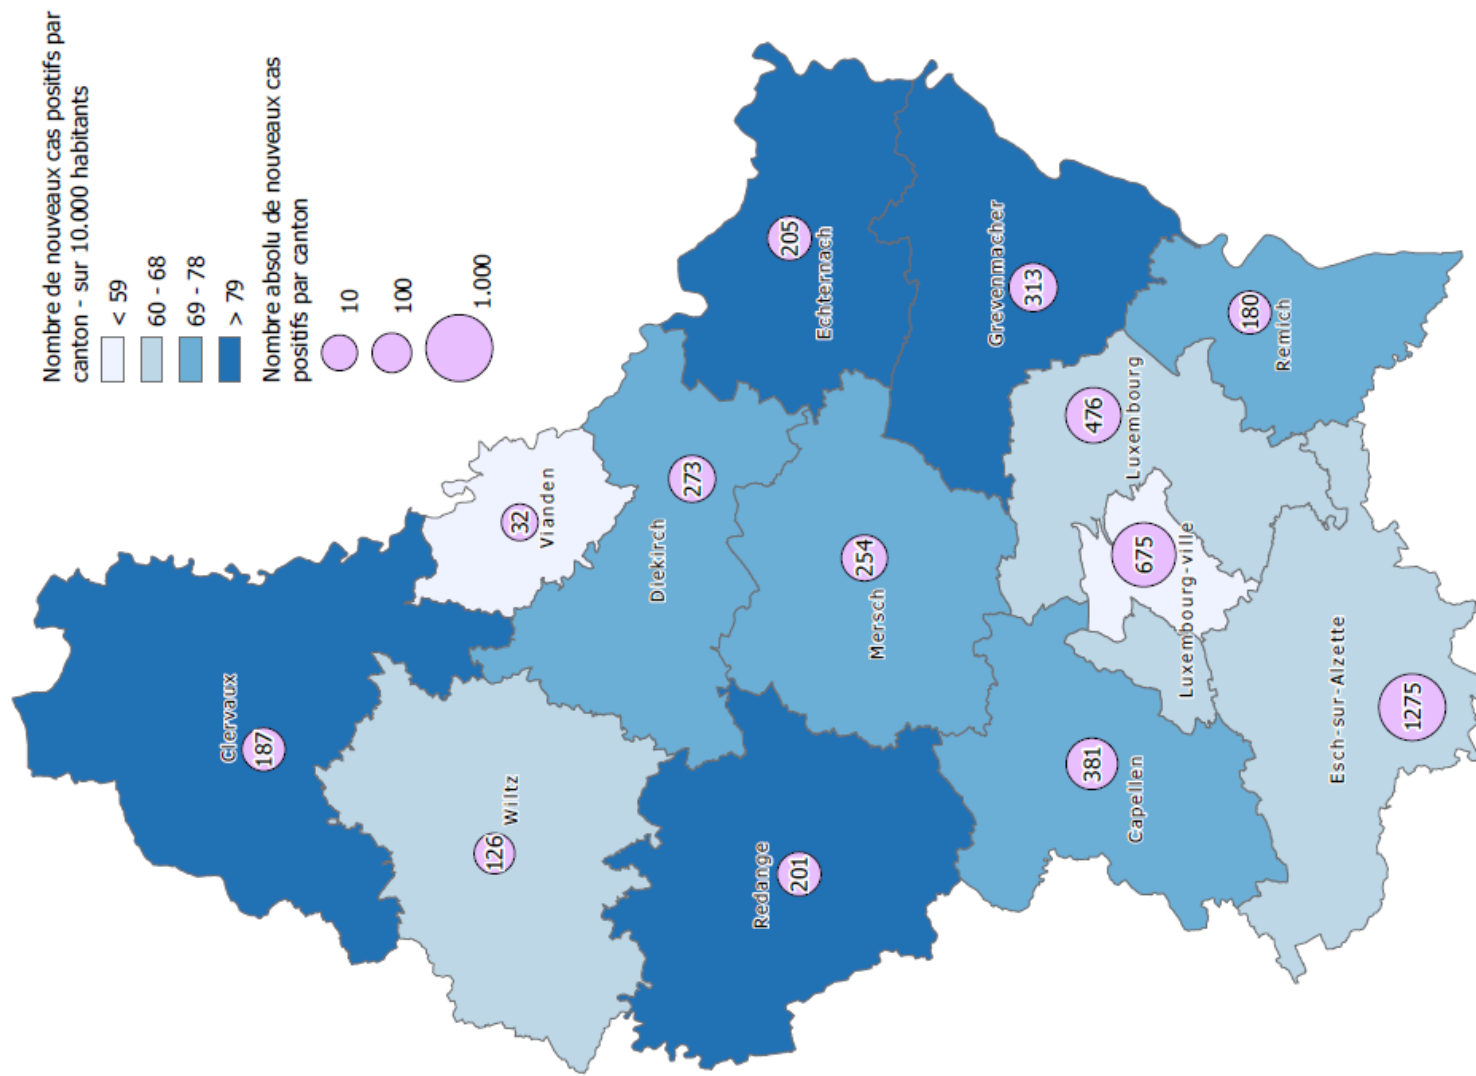 Nombre de nouveaux cas positifs par
canton - sur 10.000 habitants
< 59
60 - 68
69 - 78
> 79
Nombre absolu de nouveaux cas
positifs par canton
10
100
1.000
Clervaux
187
Wiltz
126
Vianden
32
Diekirch
273
Redange
201
Mersch
254
Echternach
205
Grevenmacher
313
Capellen
381
Luxembourg
476
Luxembourg-ville
675
Remich
180
Esch-sur-Alzette
1275